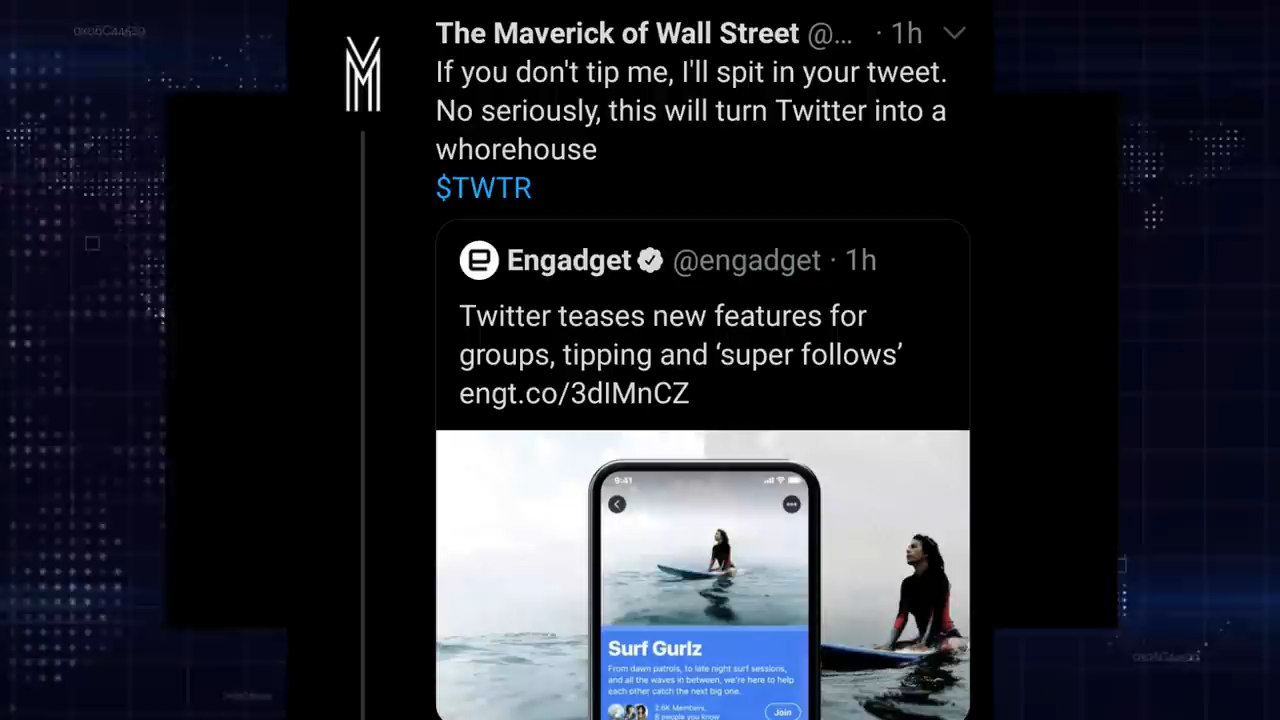 The Maverick of Wall Street @... · 1h
If you don't tip me, I'll spit in your tweet.
No seriously, this will turn Twitter into a
whorehouse
$TWTR
Engadget @engadget · 1h
Twitter teases new features for
groups, tipping and ‘super follows’
engt.co/3dlMnCZ
9:41
Surf Gurlz
From dawn patrols, to late night surf sessions,
and all the waves in between, we're here to help
each other catch the next big one.
2.6K Members,
8 people you know
Join